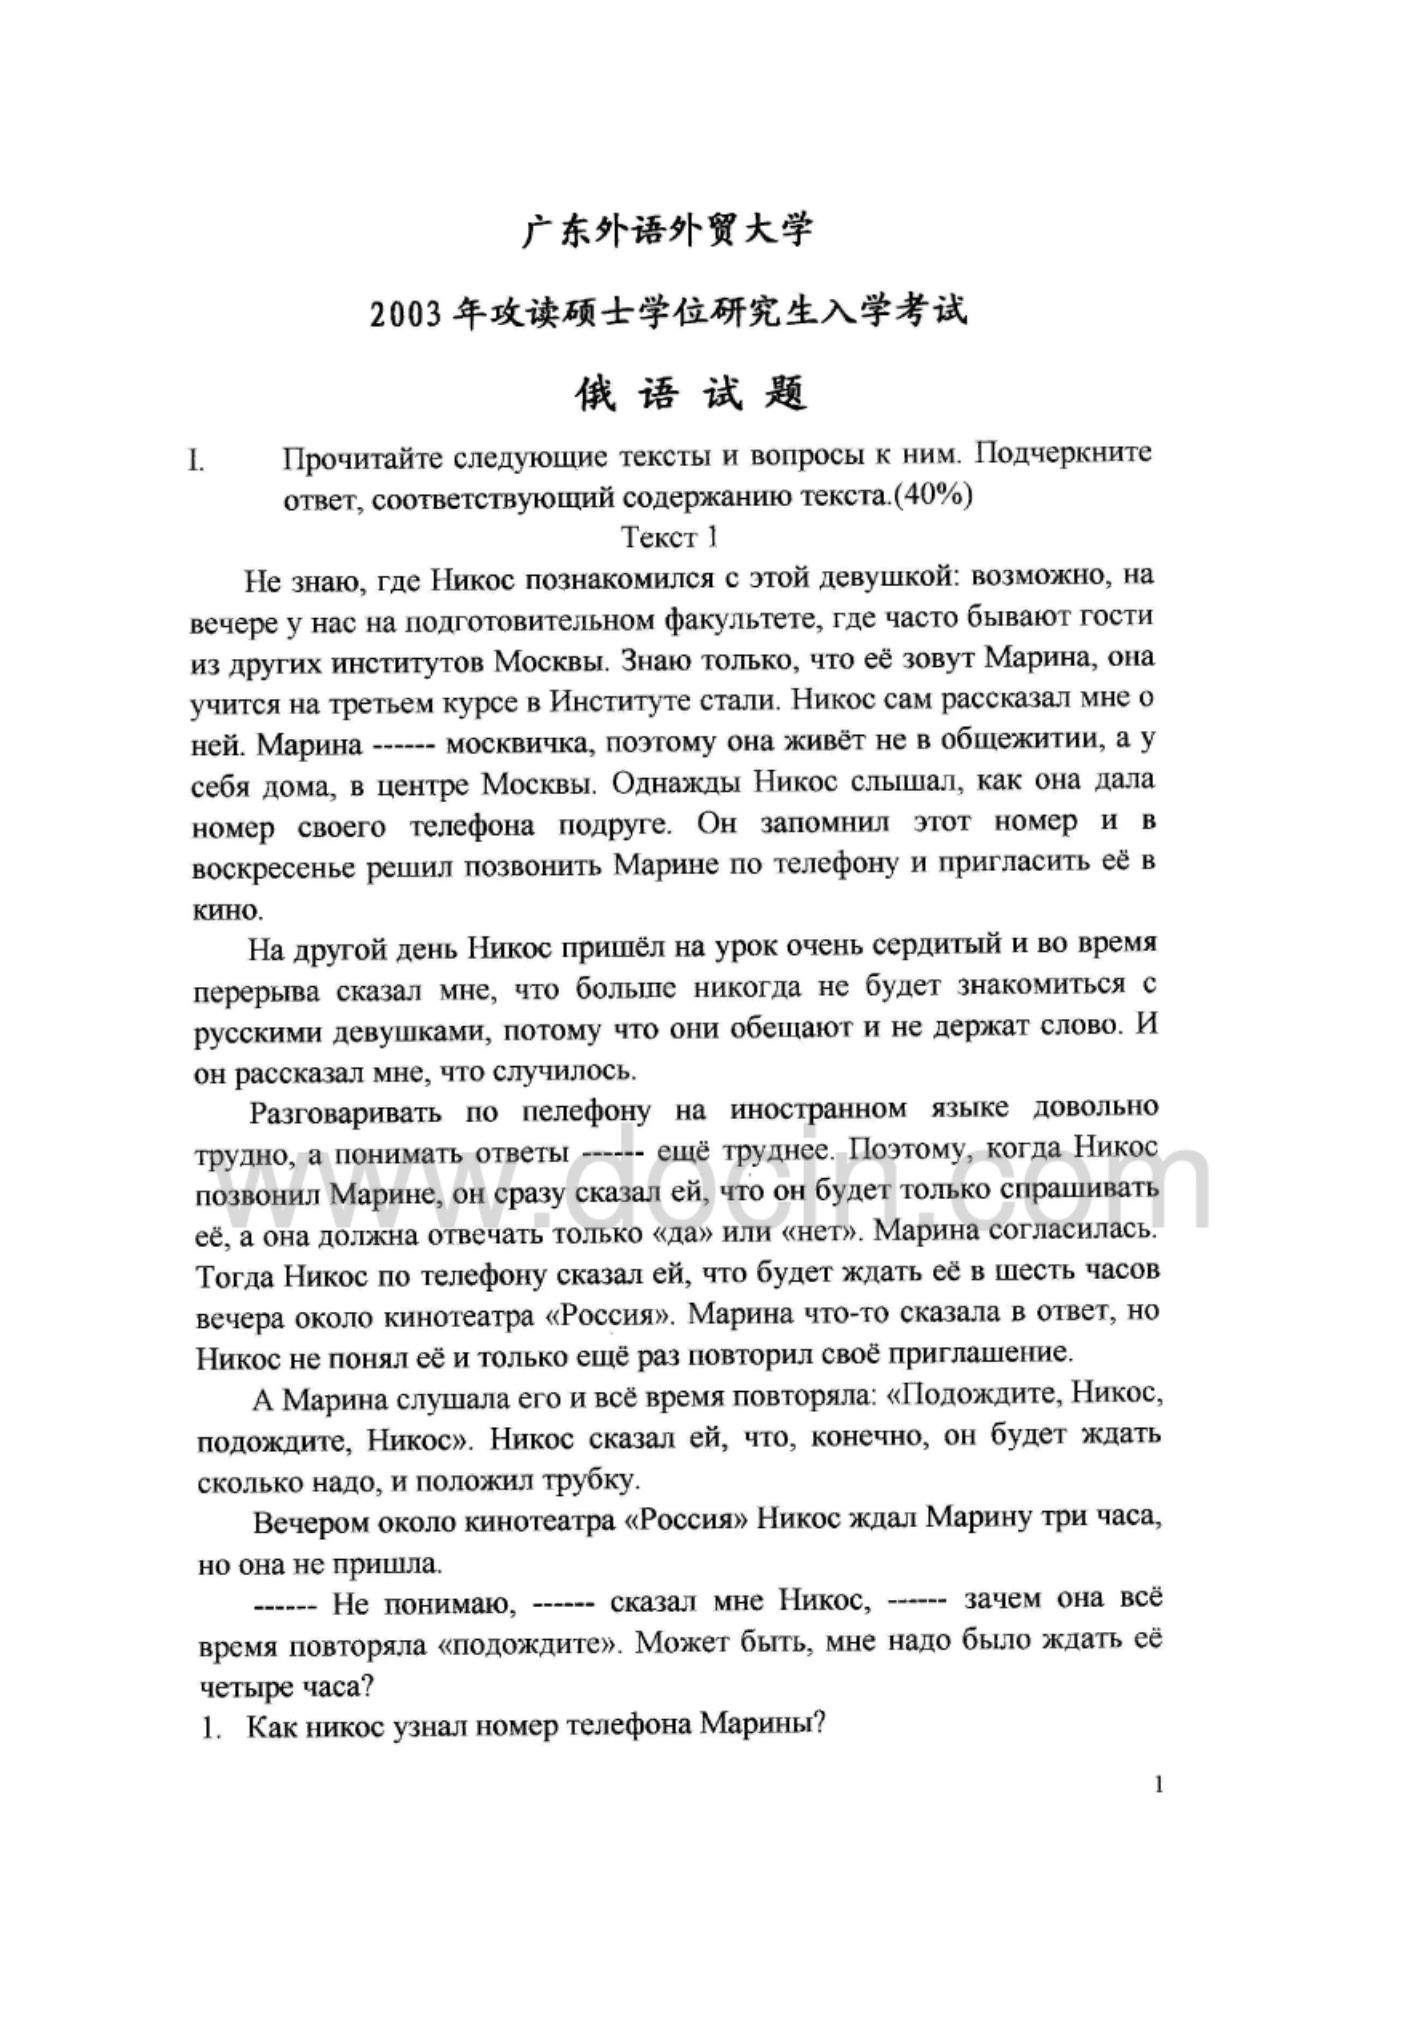 广东外语外贸大学
2003 年攻读硕士学位研究生入学考试
俄 语 试 题
I. Прочитайте следующие тексты и вопросы к ним. Подчеркните
ответ, соответствующий содержанию текста.(40%)
Текст 1
Не знаю, где Никос познакомился с этой девушкой: возможно, на
вечере у нас на подготовительном факультете, где часто бывают гости
из других институтов Москвы. Знаю только, что её зовут Марина, она
учится на третьем курсе в Институте стали. Никос сам рассказал мне о
ней. Марина ------ москвичка, поэтому она живёт не в общежитии, а у
себя дома, в центре Москвы. Однажды Никос слышал, как она дала
номер своего телефона подруге. Он запомнил этот номер и в
воскресенье решил позвонить Марине по телефону и пригласить её в
кино.
На другой день Никос пришёл на урок очень сердитый и во время
перерыва сказал мне, что больше никогда не будет знакомиться с
русскими девушками, потому что они обещают и не держат слово. И
он рассказал мне, что случилось.
Разговаривать по пелефону на иностранном языке довольно
трудно, а понимать ответы ------ ещё труднее. Поэтому, когда Никос
позвонил Марине, он сразу сказал ей, что он будет только спрашивать
её, а она должна отвечать только «да» или «нет». Марина согласилась.
Тогда Никос по телефону сказал ей, что будет ждать её в шесть часов
вечера около кинотеатра «Россия». Марина что-то сказала в ответ, но
Никос не понял её и только ещё раз повторил своё приглашение.
А Марина слушала его и всё время повторяла: «Подождите, Никос,
подождите, Никос». Никос сказал ей, что, конечно, он будет ждать
сколько надо, и положил трубку.
Вечером около кинотеатра «Россия» Никос ждал Марину три часа,
но она не пришла.
------ Не понимаю, ------ сказал мне Никос, ------ зачем она всё
время повторяла «подождите». Может быть, мне надо было ждать её
четыре часа?
1. Как никос узнал номер телефона Марины?
1
www.docin.com